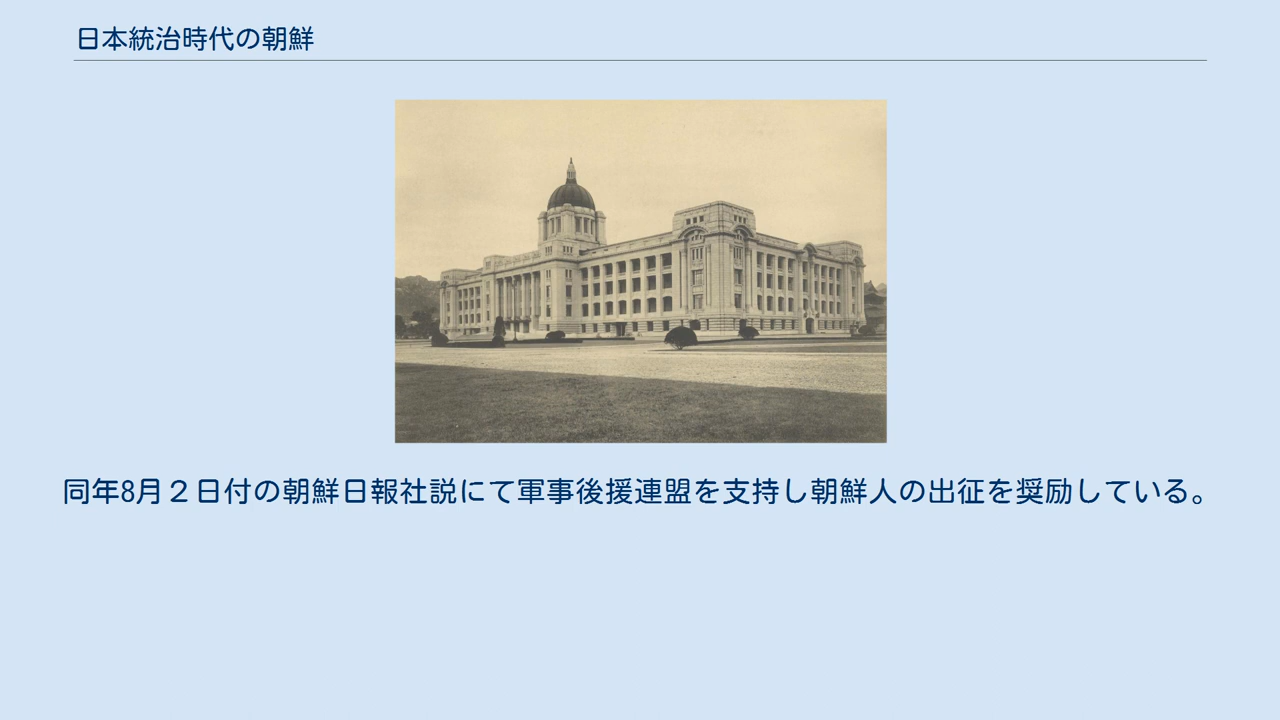 日本統治時代の朝鮮
同年8月２日付の朝鮮日報社説にて軍事後援連盟を支持し朝鮮人の出征を奨励している。